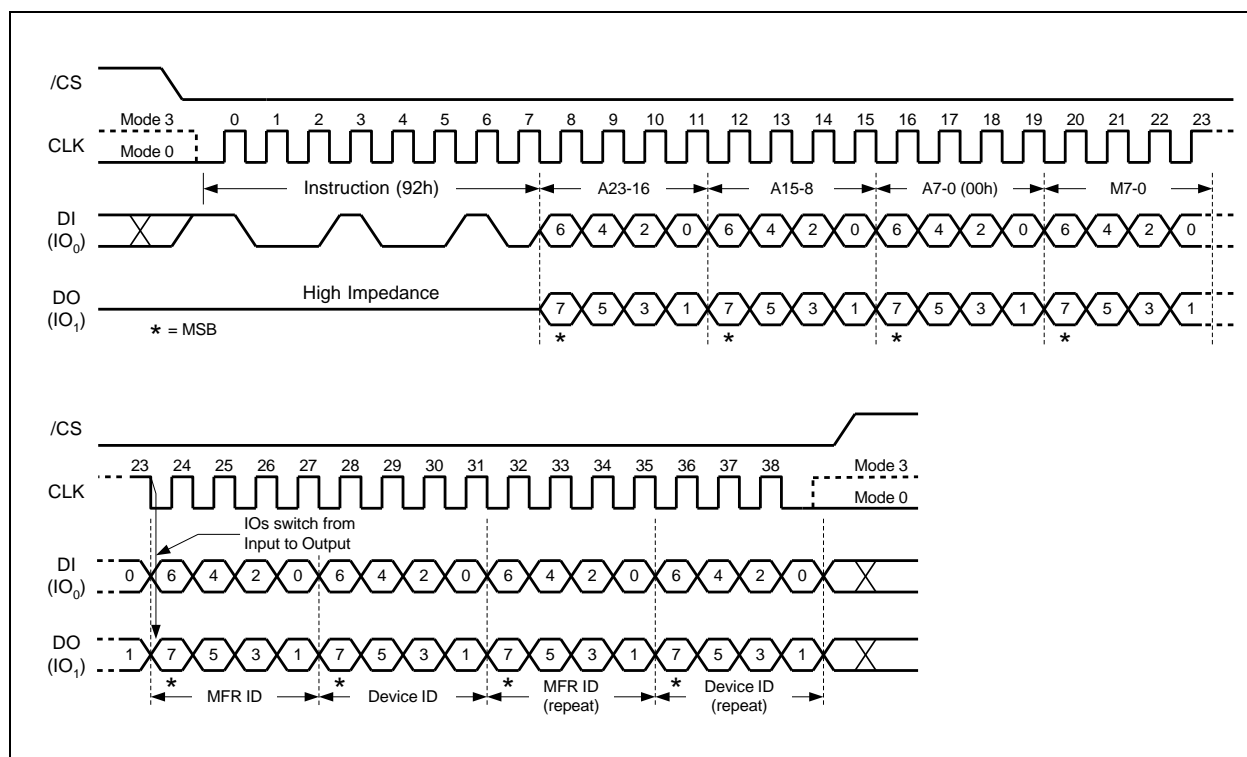 /CS
Mode 3
0 1 2 3 4 5 6 7 8 9 10 11 12 13 14 15 16 17 18 19 20 21 22 23
CLK
Mode 0
Instruction (92h) A23-16 A15-8 A7-0 (00h) M7-0
DI
(IO0)
6 4 2 0 6 4 2 0 6 4 2 0 6 4 2 0
High Impedance
DO
(IO1)
7 5 3 1 7 5 3 1 7 5 3 1 7 5 3 1
* = MSB
* * * *
/CS
23 24 25 26 27 28 29 30 31 32 33 34 35 36 37 38
Mode 3
CLK
Mode 0
IOs switch from
Input to Output
DI
(IO0)
0 6 4 2 0 6 4 2 0 6 4 2 0 6 4 2 0
DO
(IO1)
1 7 5 3 1 7 5 3 1 7 5 3 1 7 5 3 1
* * * *
MFR ID Device ID MFR ID
(repeat)
Device ID
(repeat)